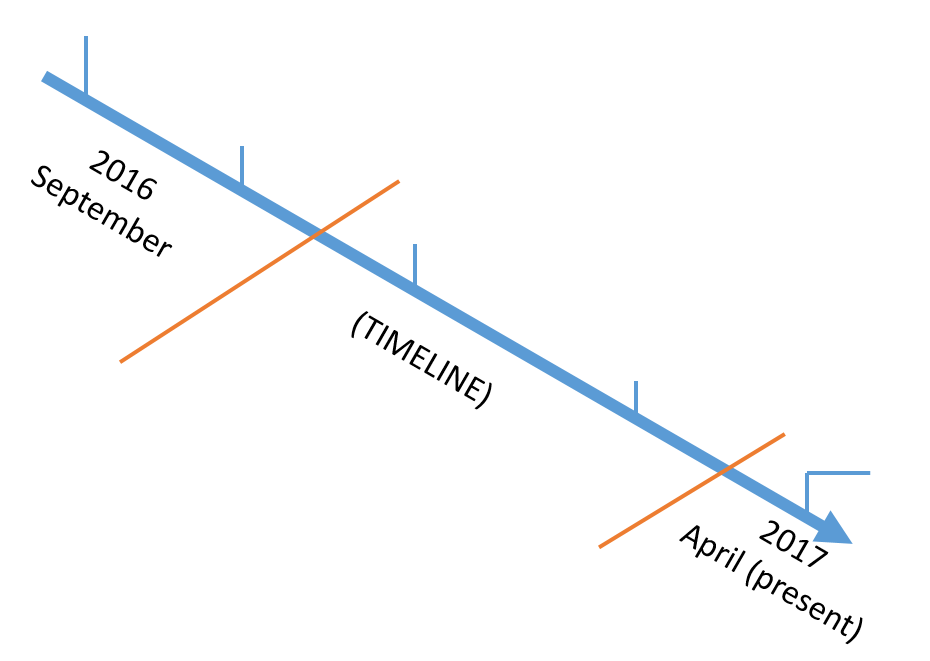 2016
September
(TIMELINE)
2017
April (present)